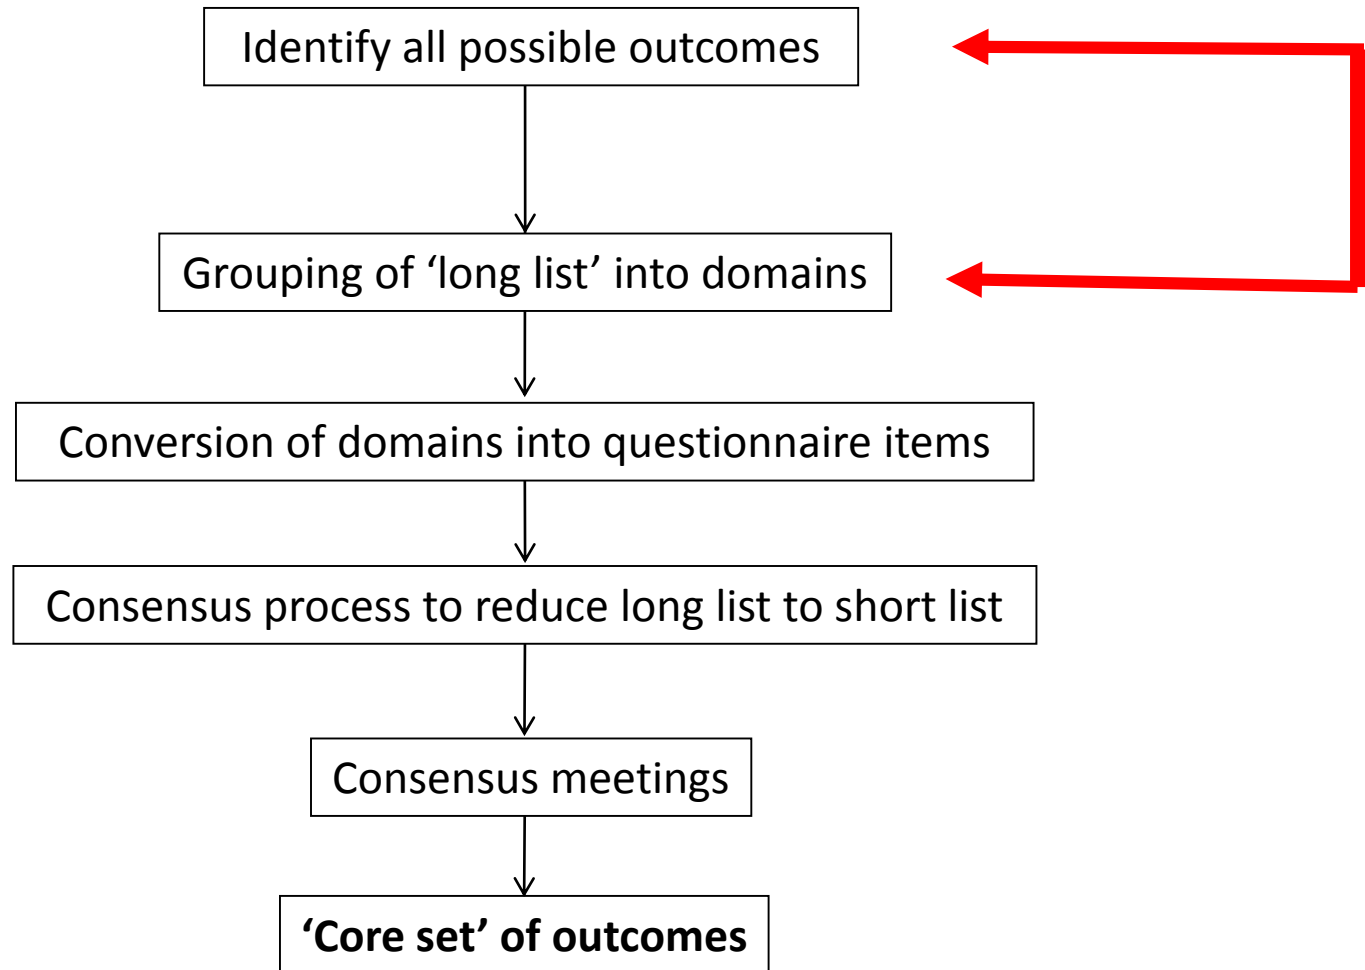 Identify all possible outcomes
Grouping of ‘long list’ into domains
Conversion of domains into questionnaire items
Consensus process to reduce long list to short list
Consensus meetings
‘Core set’ of outcomes